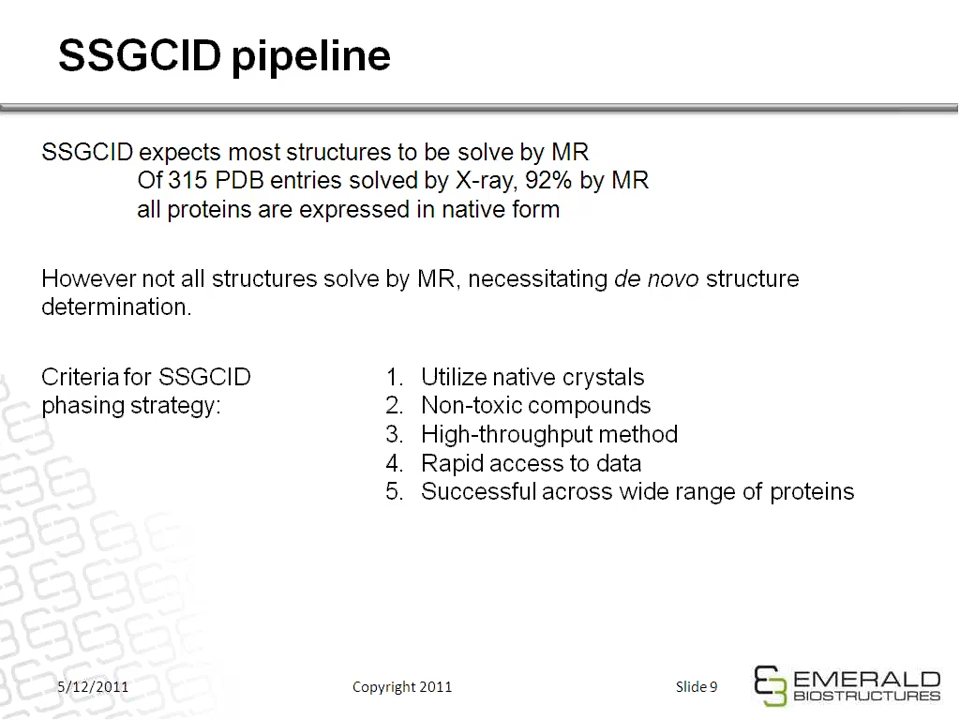 SSGCID pipeline
SSGCID expects most structures to be solve by MR
Of 315 PDB entries solved by X-ray, 92% by MR
all proteins are expressed in native form
However not all structures solve by MR, necessitating de novo structure
determination.
Criteria for SSGCID
phasing strategy:
1. Utilize native crystals
2. Non-toxic compounds
3. High-throughput method
4. Rapid access to data
5. Successful across wide range of proteins
5/12/2011
Copyright 2011
Slide 9
EMERALD
BIOSTRUCTURES